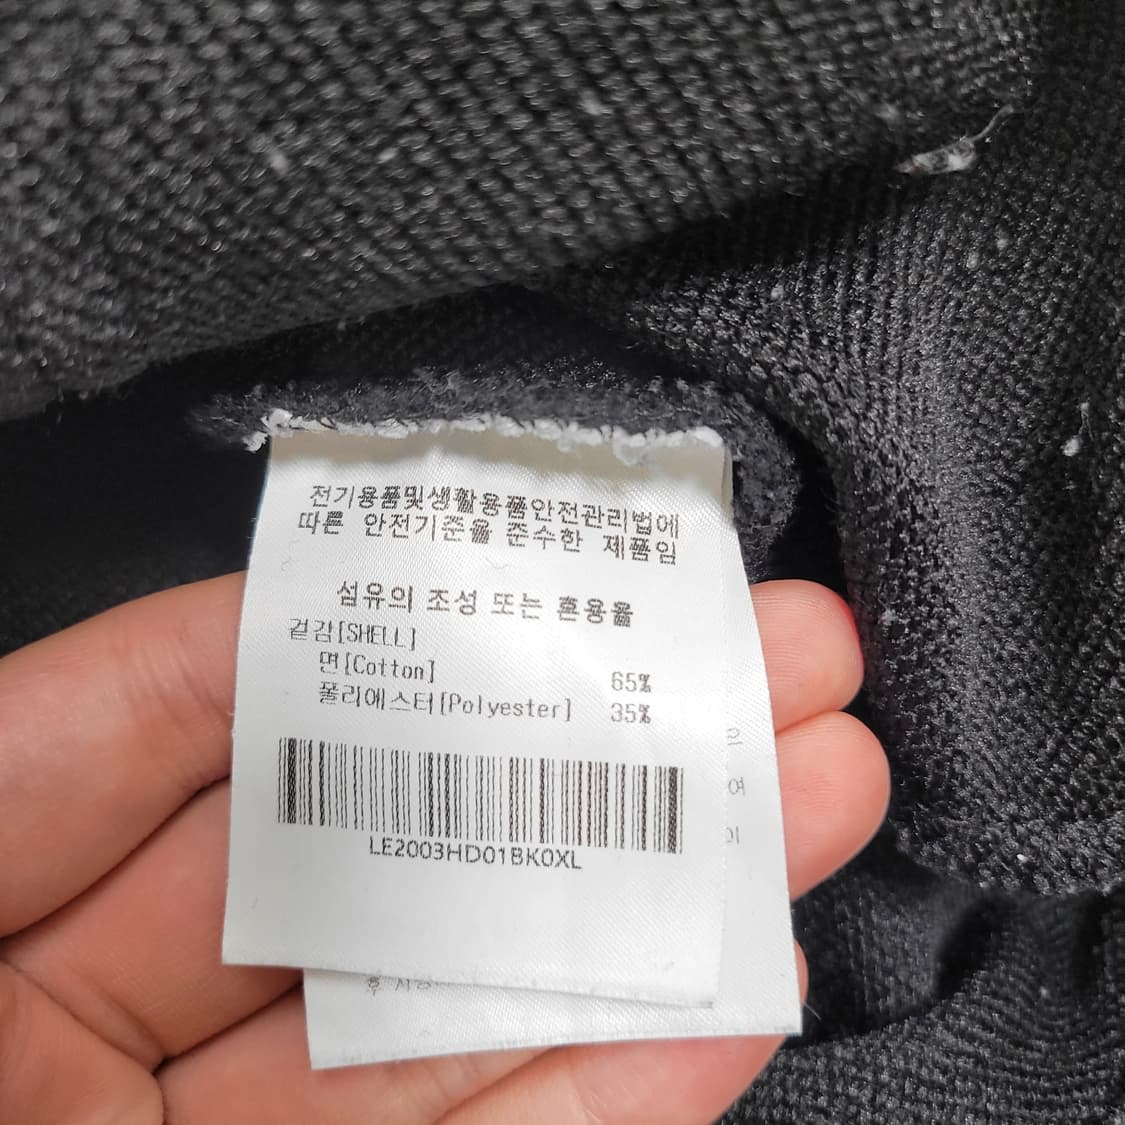 전기용품및생활용품안전관리법에
따른 안전기준을 준수한 제품임
섬유의 조성 또는 혼용율
겉감[SHELL]
면[Cotton] 65%
폴리에스터[Polyester] 35%
LE2003HD01BK0XL